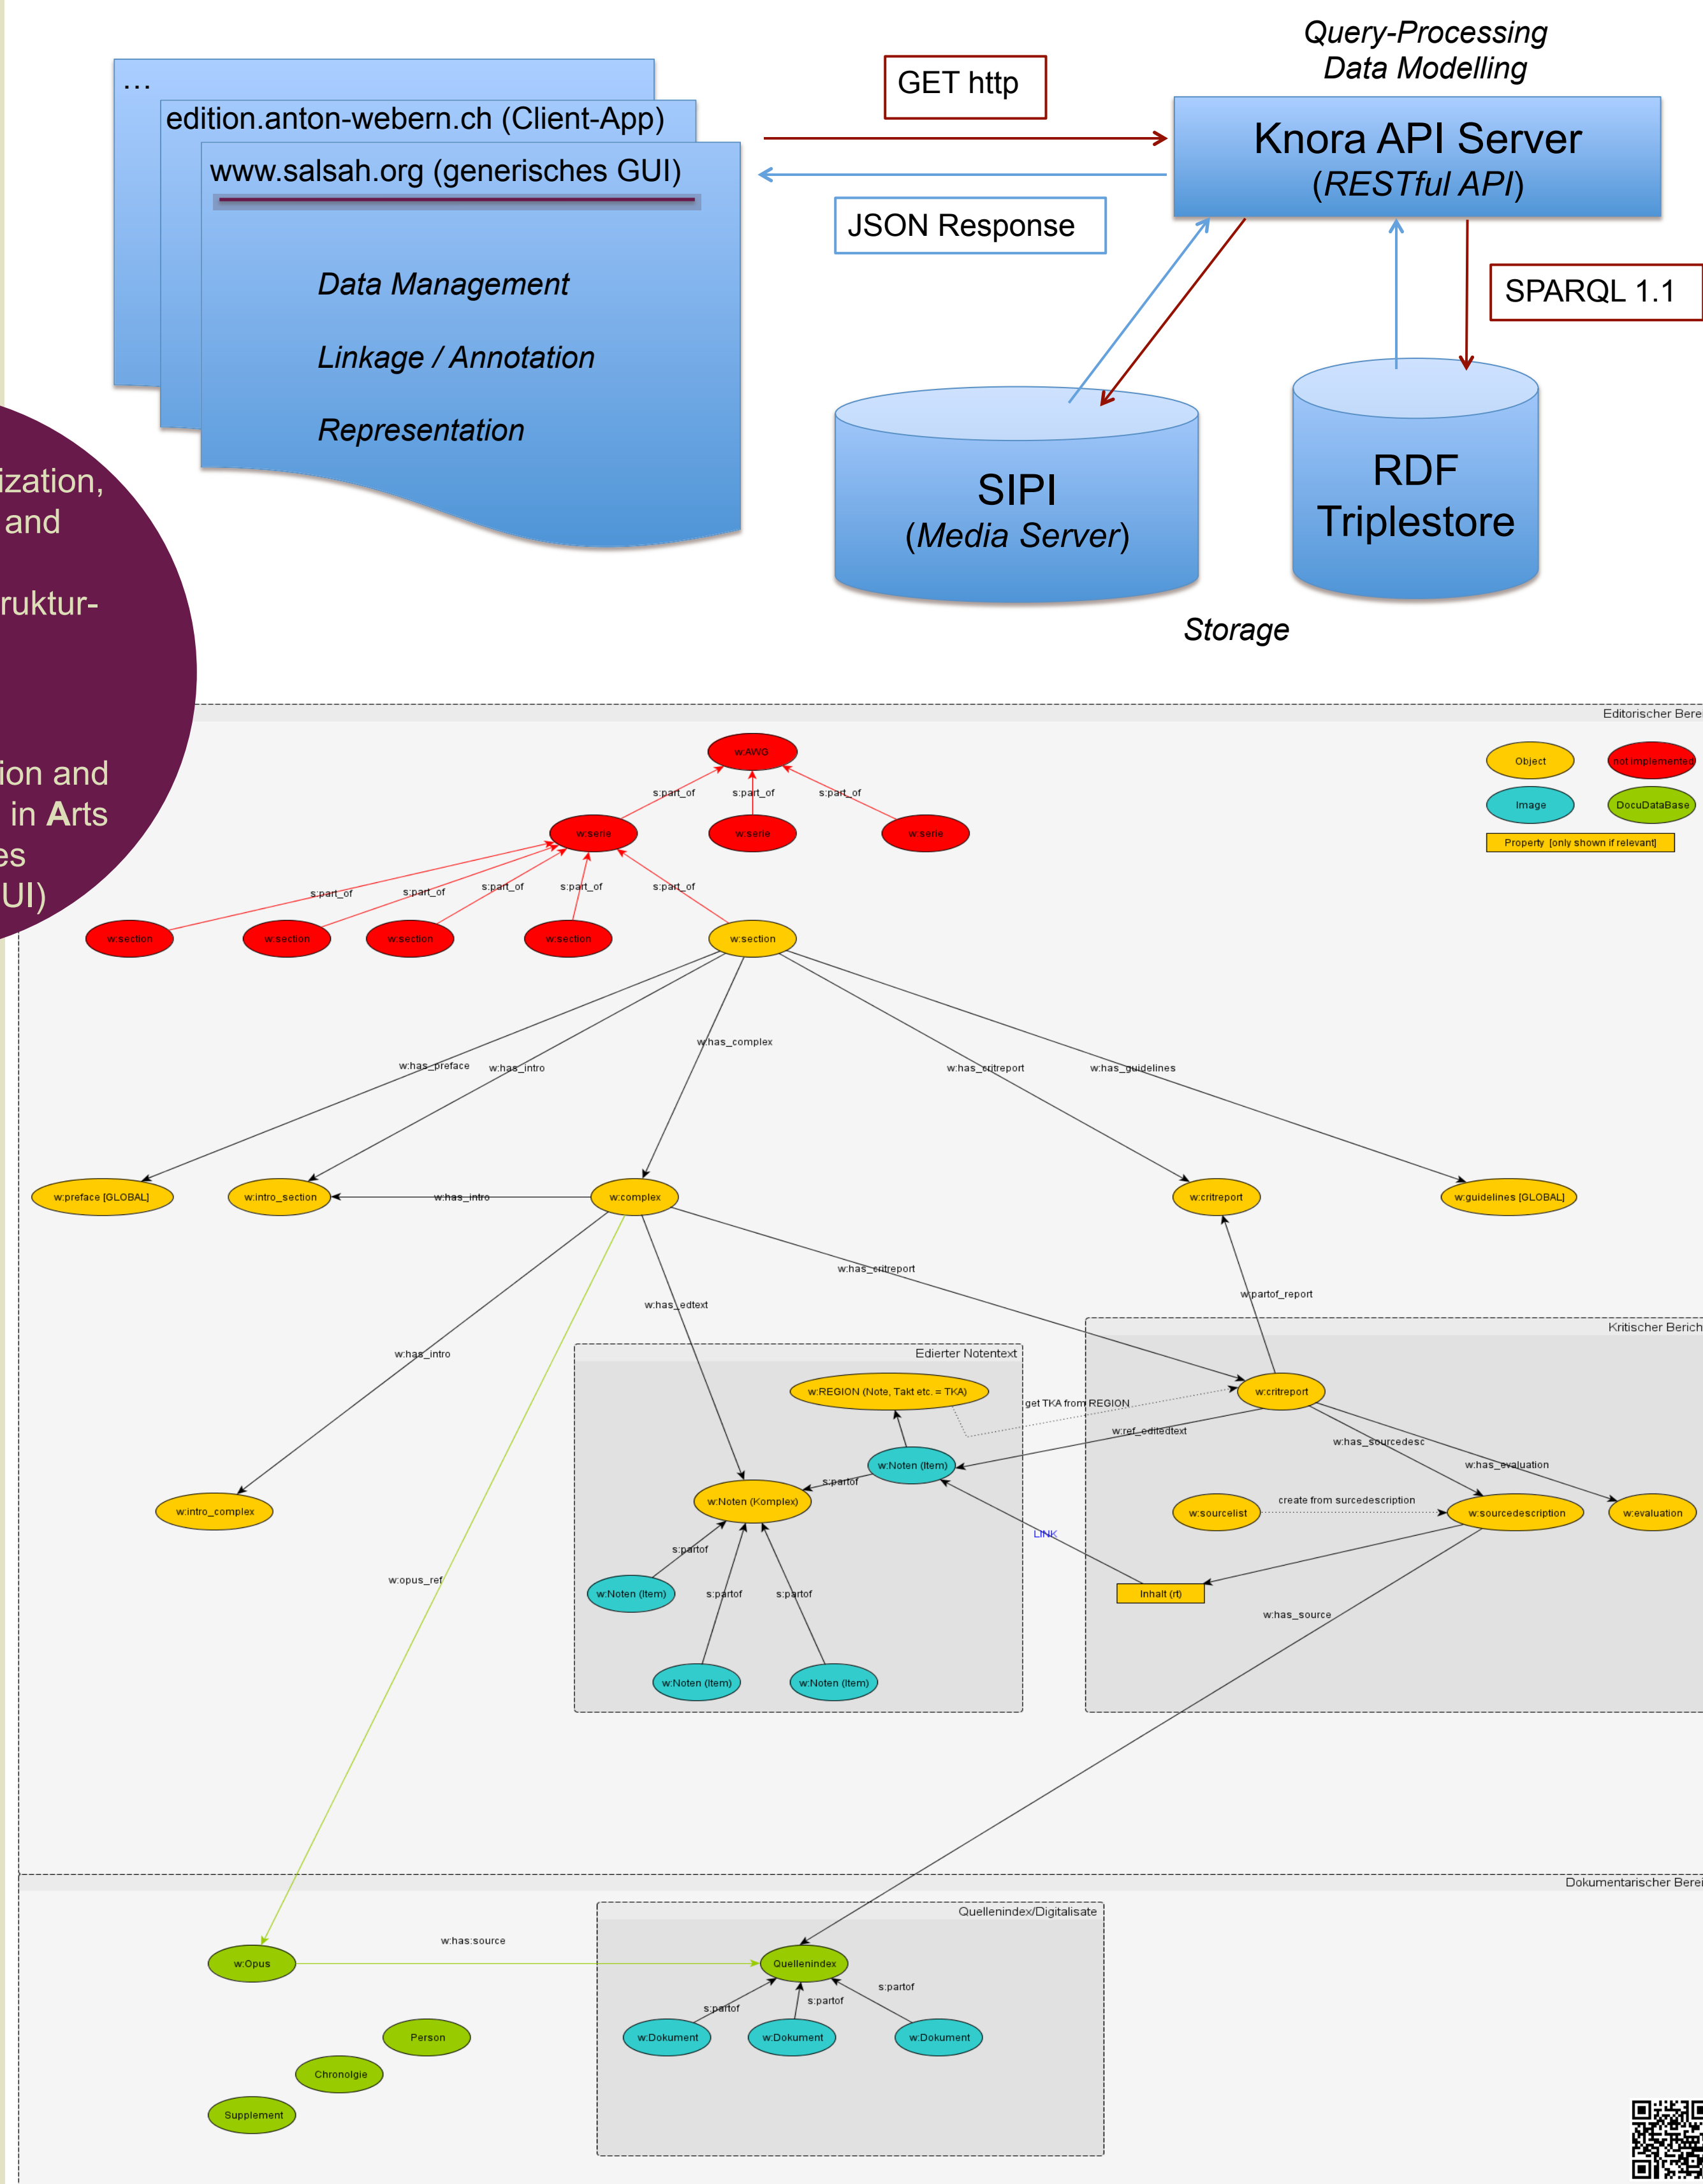 Query-Processing
Data Modelling
...
edition.anton-webern.ch (Client-App)
www.salsah.org (generisches GUI)
Data Management
Linkage / Annotation
Representation
GET http
JSON Response
Knora API Server
(RESTful API)
SPARQL 1.1
SIPI
(Media Server)
RDF
Triplestore
Storage
ization,
and
ruktur-
ion and
in Arts
es
UI)
Editorischer Berei
w:AWG
Object
not implemented
s:part_of
s:part_of
s:part_of
Image
DocuDataBase
w:serie
w:serie
w:serie
Property [only shown if relevant]
s:part_of
s:part_of
s:part_of
s:part_of
s:part_of
w:section
w:section
w:section
w:section
w:section
w:has_preface
w:has_intro
w:has_complex
w:has_critreport
w:has_guidelines
w:preface [GLOBAL]
w:intro_section
w:has_intro
w:complex
w:critreport
w:guidelines [GLOBAL]
w:has_critreport
w:partof_report
w:has_edtext
w:has_intro
Kritischer Berich
Edierter Notentext
w:REGION (Note, Takt etc. = TKA)
get TKA from REGION
w:critreport
w:ref_editedtext
w:has_sourcedesc
w:has_evaluation
w:Noten (Item)
s:partof
w:Noten (Komplex)
w:intro_complex
w:sourcelist
create from surcedescription
w:sourcedescription
w:evaluation
LINK
s:partof
w:opus_ref
w:Noten (Item)
s:partof
s:partof
Inhalt (rt)
w:has_source
w:Noten (Item)
w:Noten (Item)
Dokumentarischer Berei
Quellenindex/Digitalisate
w:has:source
w:Opus
Quellenindex
s:partof
s:partof
s:partof
w:Dokument
w:Dokument
w:Dokument
Person
Chronolgie
Supplement